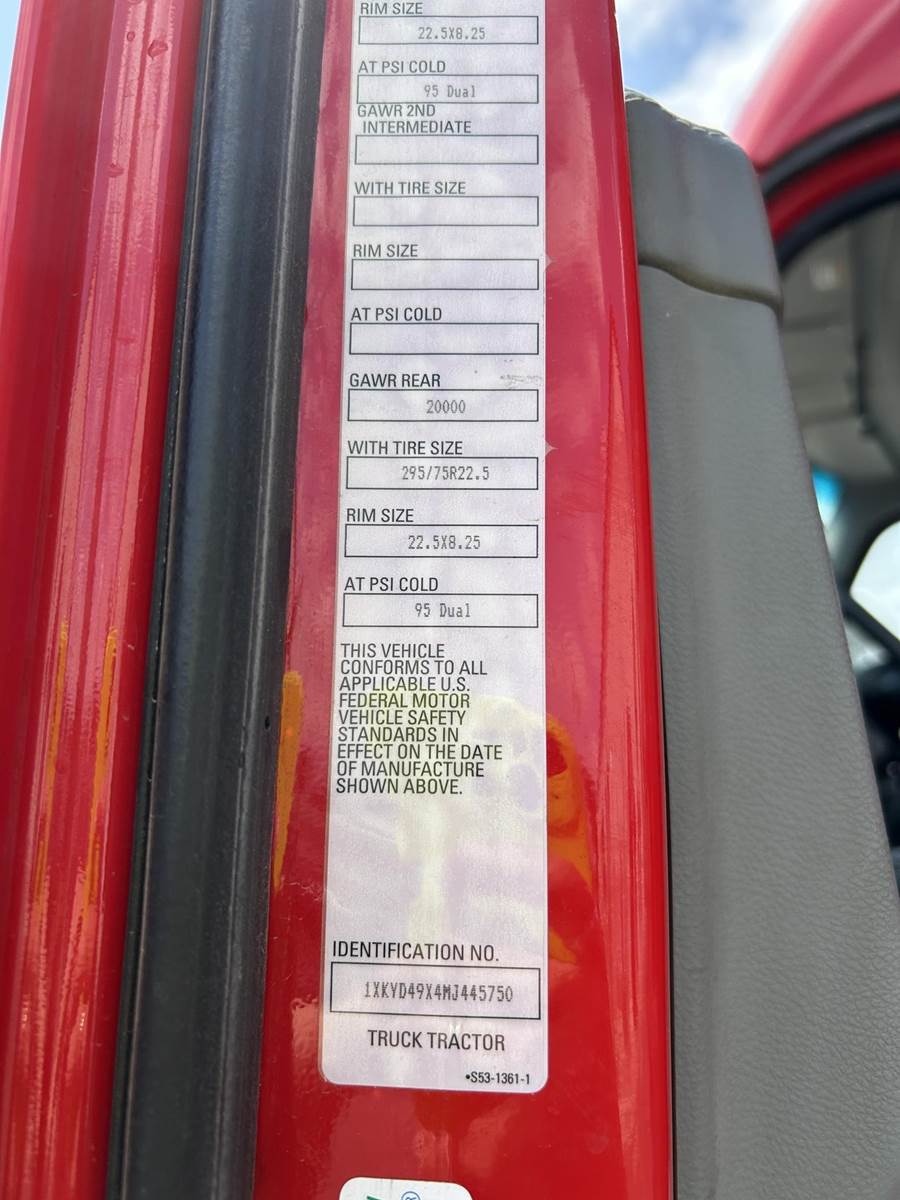 RIM SIZE
22.5X8.25
AT PSI COLD
95 Dual
GAWR 2ND
INTERMEDIATE
WITH TIRE SIZE
RIM SIZE
AT PSI COLD
GAWR REAR
20000
WITH TIRE SIZE
295/75R22.5
RIM SIZE
22.5X8.25
AT PSI COLD
95 Dual
THIS VEHICLE
CONFORMS TO ALL
APPLICABLE U.S.
FEDERAL MOTOR
VEHICLE SAFETY
STANDARDS IN
EFFECT ON THE DATE
OF MANUFACTURE
SHOWN ABOVE.
IDENTIFICATION NO.
1XKYD49X4MJ445750
TRUCK TRACTOR
•S53-1361-1